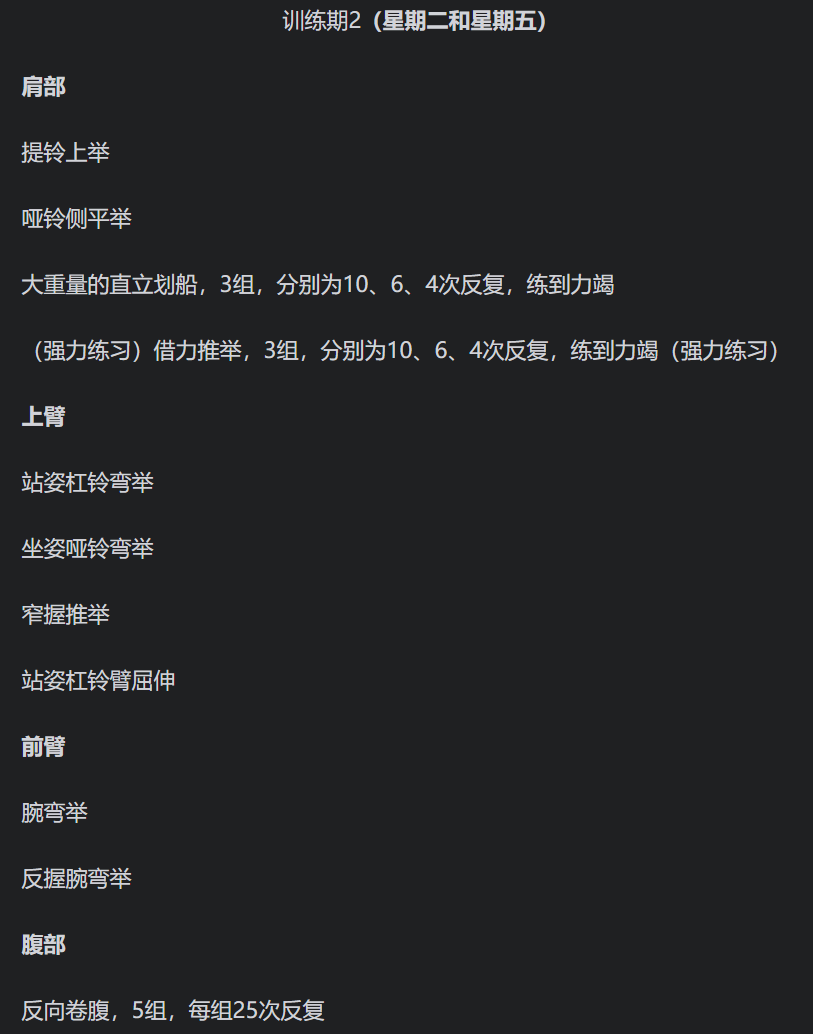 训练期2（星期二和星期五）
肩部
提铃上举
哑铃侧平举
大重量的直立划船，3组，分别为10、6、4次反复，练到力竭
（强力练习）借力推举，3组，分别为10、6、4次反复，练到力竭（强力练习）
上臂
站姿杠铃弯举
坐姿哑铃弯举
窄握推举
站姿杠铃臂屈伸
前臂
腕弯举
反握腕弯举
腹部
反向卷腹，5组，每组25次反复